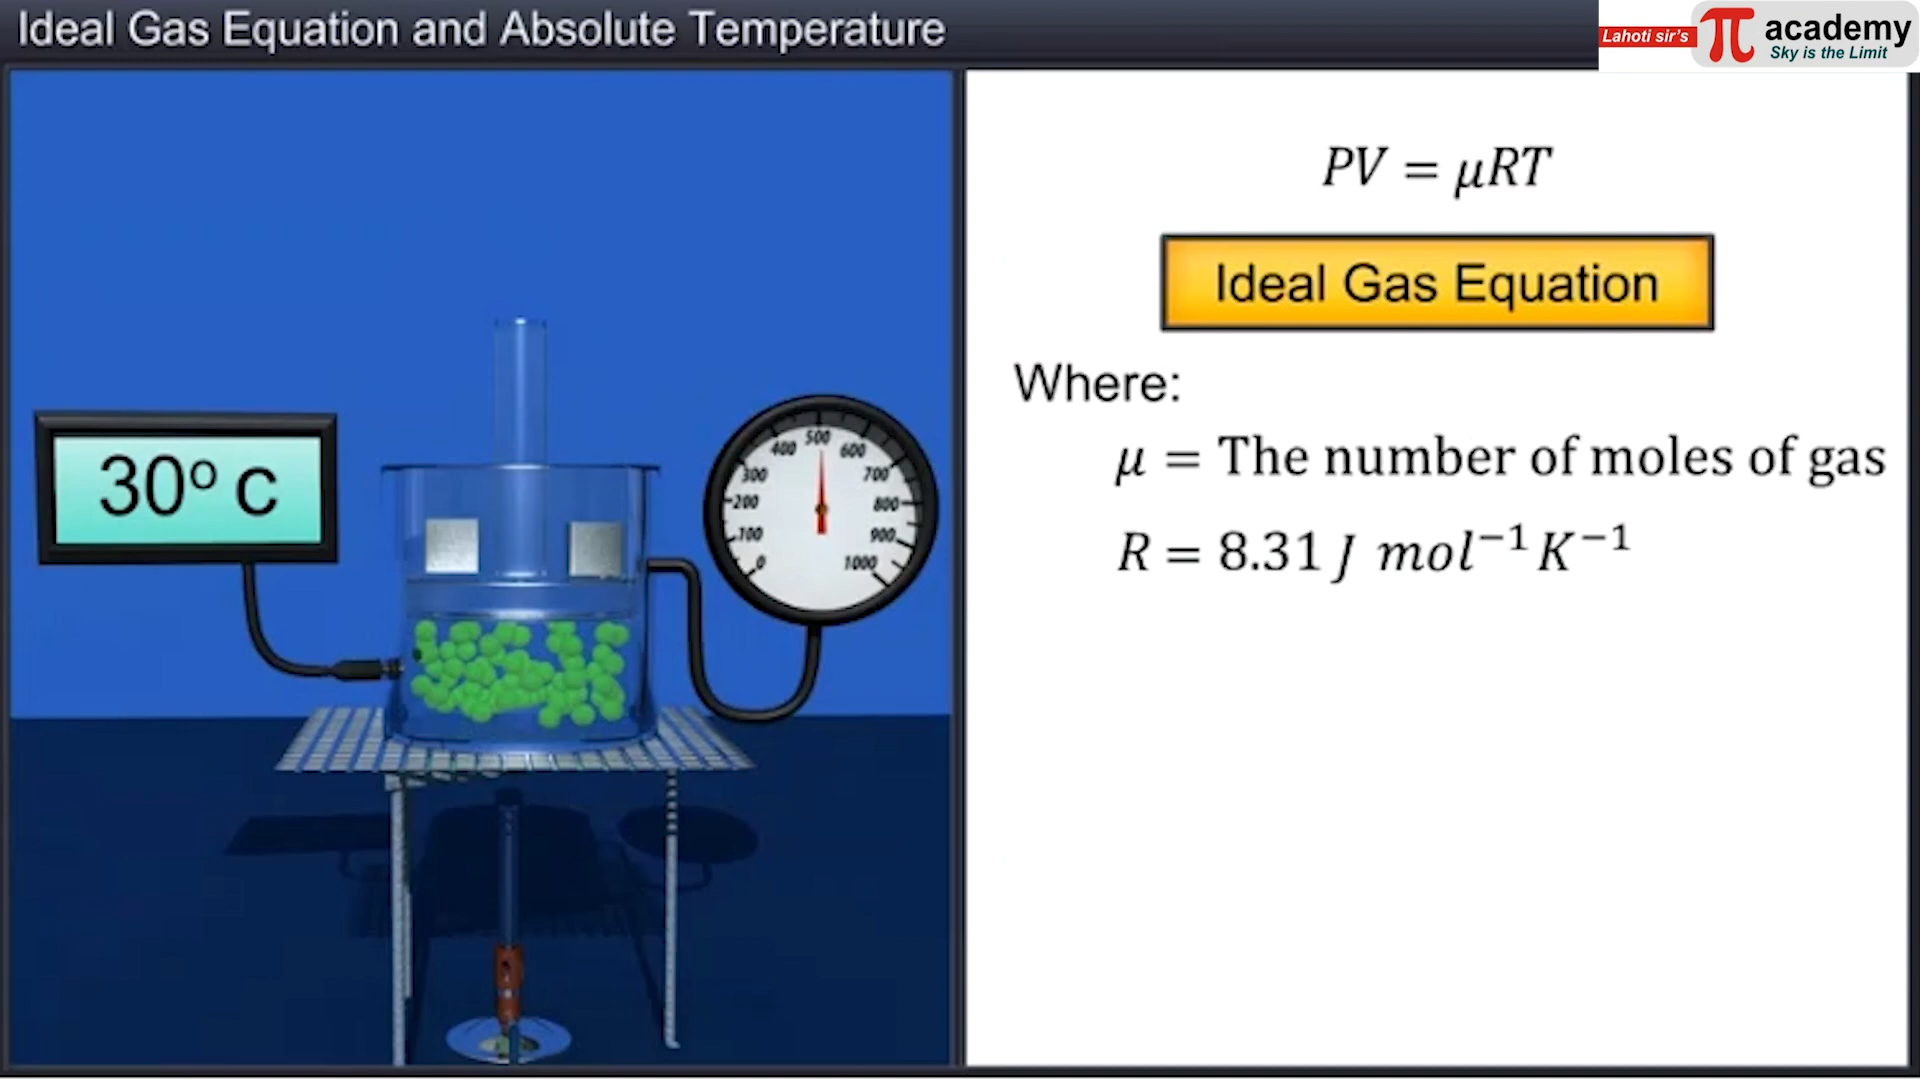 Ideal Gas Equation and Absolute Temperature
Lahoti sir's
π academy
Sky is the Limit
PV = μRT
Ideal Gas Equation
Where:
μ = The number of moles of gas
R = 8.31 J mol⁻¹ K⁻¹
30º c
0
100
200
300
400
500
600
700
800
900
1000